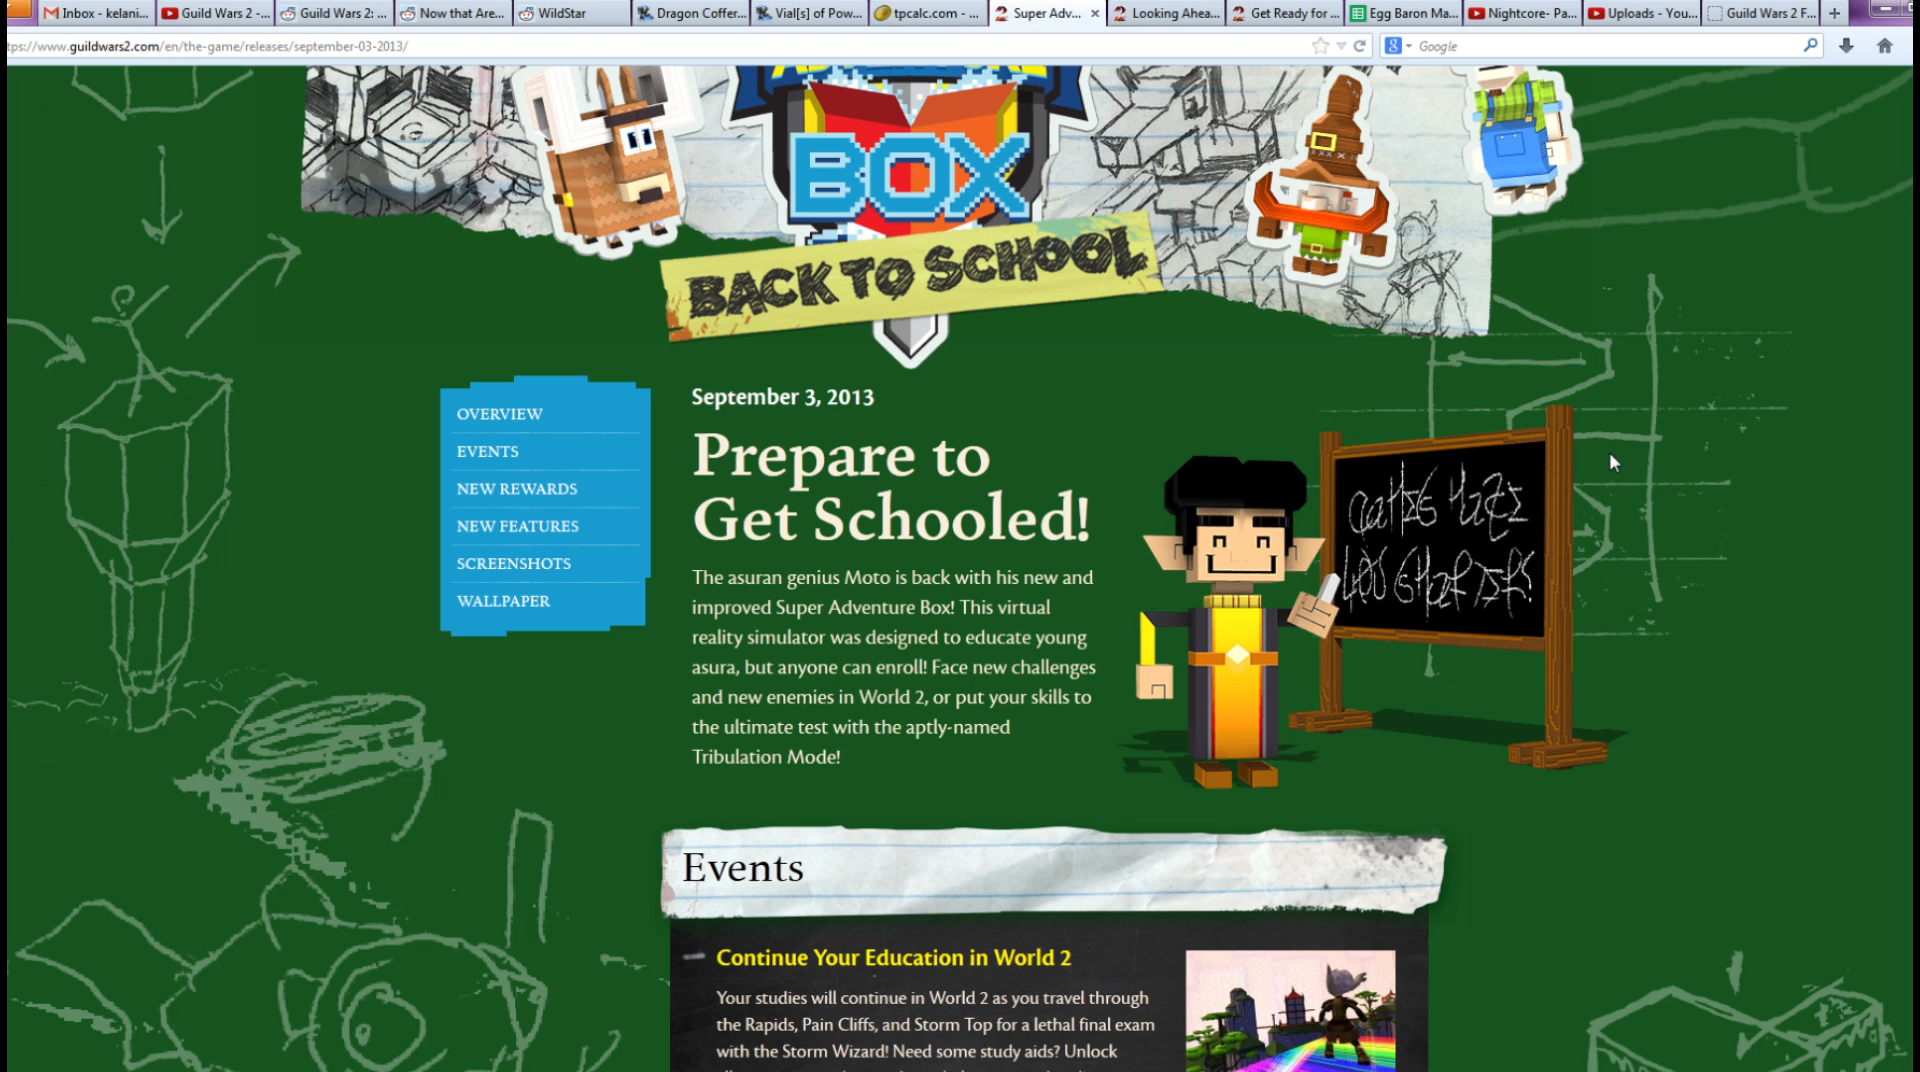 Inbox - kelani...
Guild Wars 2 -...
Guild Wars 2: ...
Now that Are...
WildStar
Dragon Coffer...
Vial[s] of Pow...
tpcalc.com - ...
Super Adv...
Looking Ahea...
Get Ready for ...
Egg Baron Ma...
Nightcore- Pa...
Uploads - You...
Guild Wars 2 F...
tps://www.guildwars2.com/en/the-game/releases/september-03-2013/
Google
BOX
BACK TO SCHOOL
OVERVIEW
EVENTS
NEW REWARDS
NEW FEATURES
SCREENSHOTS
WALLPAPER
September 3, 2013
Prepare to
Get Schooled!
The asuran genius Moto is back with his new and
improved Super Adventure Box! This virtual
reality simulator was designed to educate young
asura, but anyone can enroll! Face new challenges
and new enemies in World 2, or put your skills to
the ultimate test with the aptly-named
Tribulation Mode!
Events
Continue Your Education in World 2
Your studies will continue in World 2 as you travel through
the Rapids, Pain Cliffs, and Storm Top for a lethal final exam
with the Storm Wizard! Need some study aids? Unlock